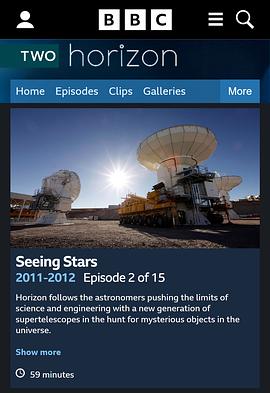 BBC
TWO horizon
Home Episodes Clips Galleries More
Seeing Stars
2011-2012 Episode 2 of 15
Horizon follows the astronomers pushing the limits of
science and engineering with a new generation of
supertelescopes in the hunt for mysterious objects in the
universe.
Show more
59 minutes